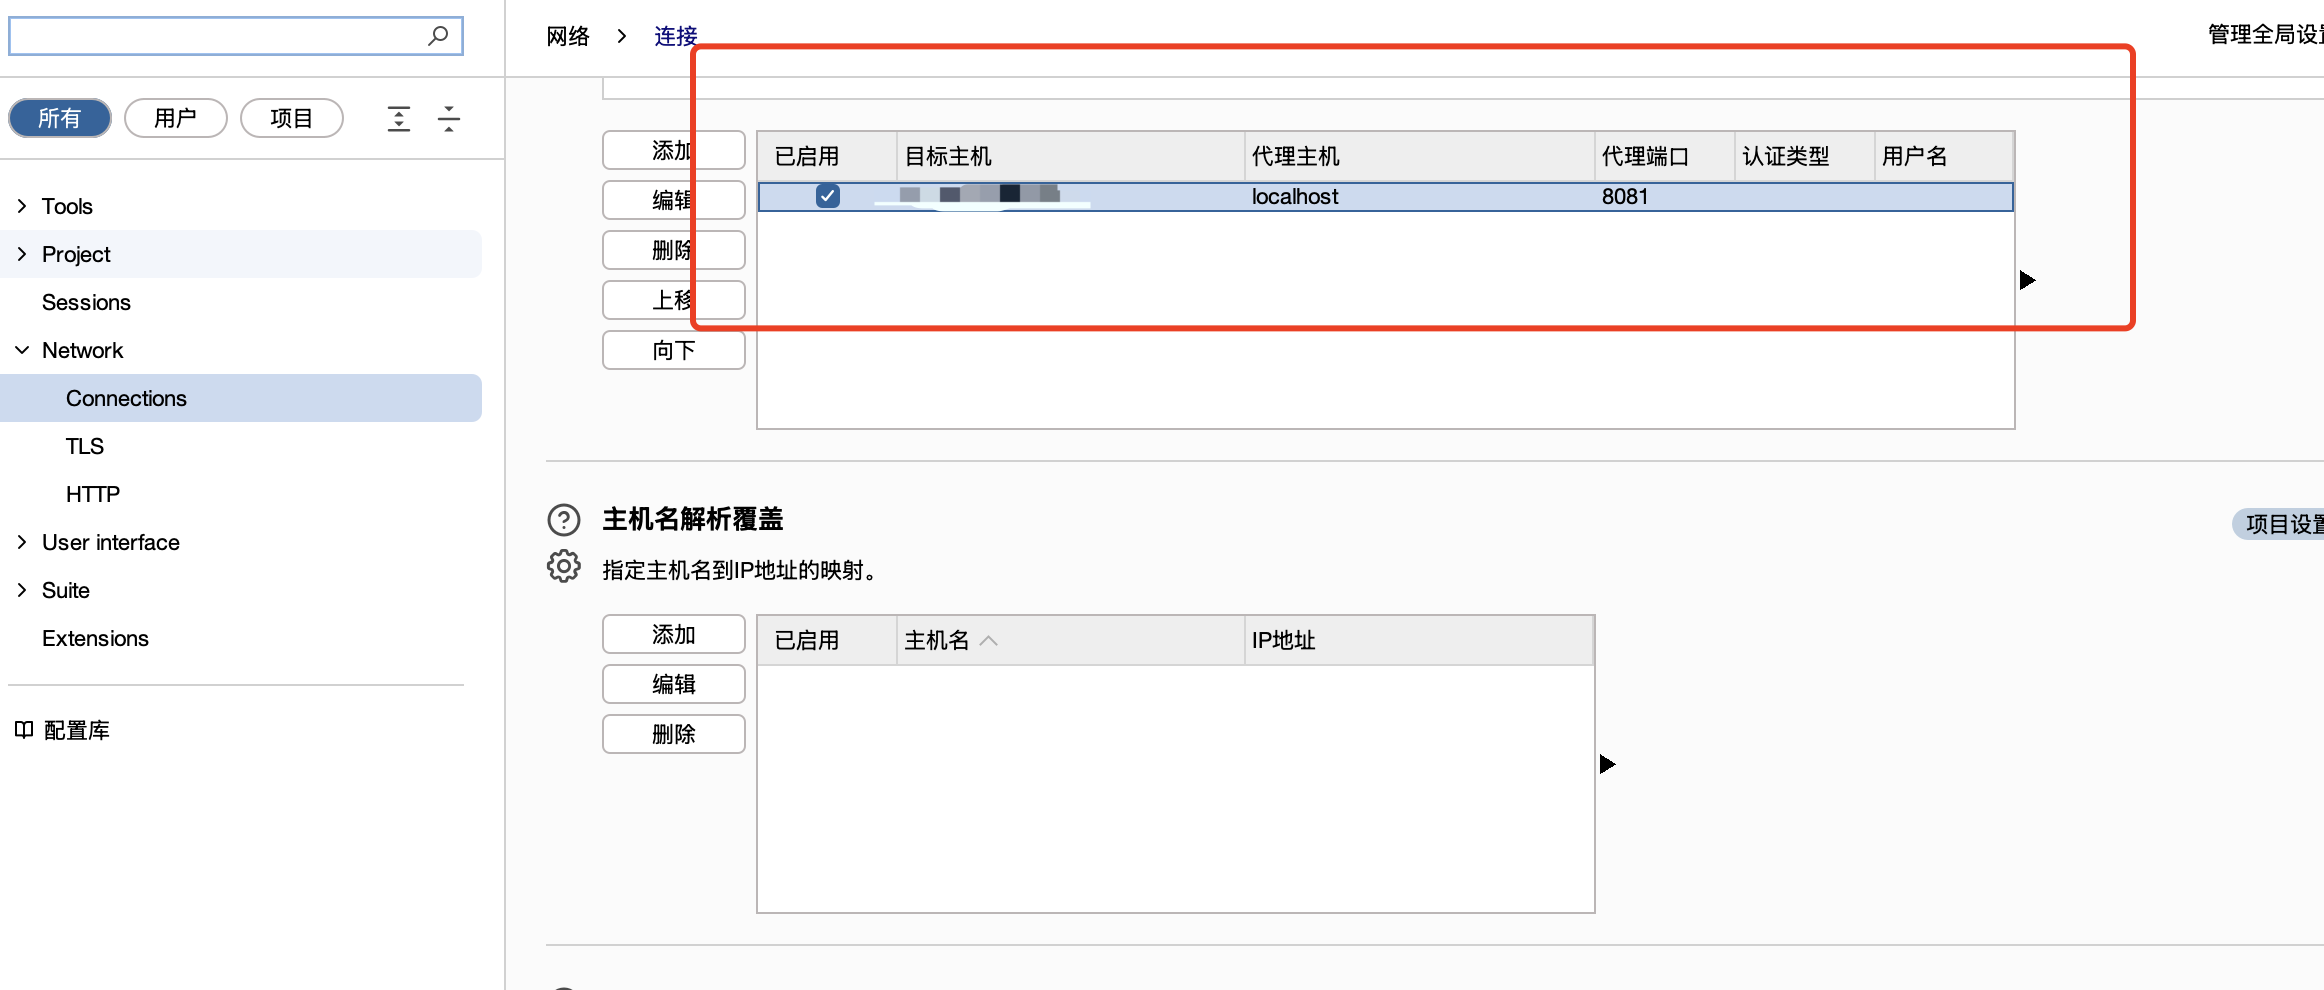 网络 > 连接
管理全局设置
所有 用户 项目
Tools
Project
Sessions
Network
Connections
TLS
HTTP
User interface
Suite
Extensions
配置库
添加
编辑
删除
上移
向下
已启用 目标主机 代理主机 代理端口 认证类型 用户名
localhost 8081
主机名解析覆盖
项目设置
指定主机名到IP地址的映射。
添加
编辑
删除
已启用 主机名 IP地址